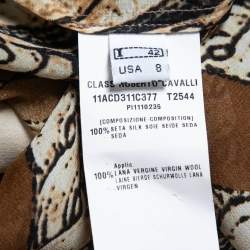 I 42
USA 8
CLASS ROBERTO CAVALLI
11ACD311C377 T2544
PI1110235
[COMPOSIZIONE-COMPOSITION]
100% SETA SILK SOIE SEIDE SEDA
SEDA
Applic.
100% LANA VERGINE VIRGIN WOOL
LAINE VIERGE SCHURWOLLE LANA
VIRGEN